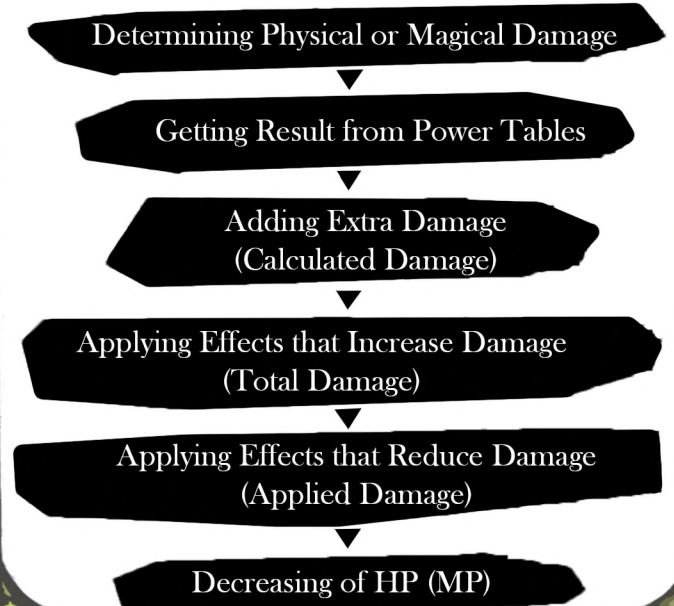 Determining Physical or Magical Damage
Getting Result from Power Tables
Adding Extra Damage
(Calculated Damage)
Applying Effects that Increase Damage
(Total Damage)
Applying Effects that Reduce Damage
(Applied Damage)
Decreasing of HP (MP)